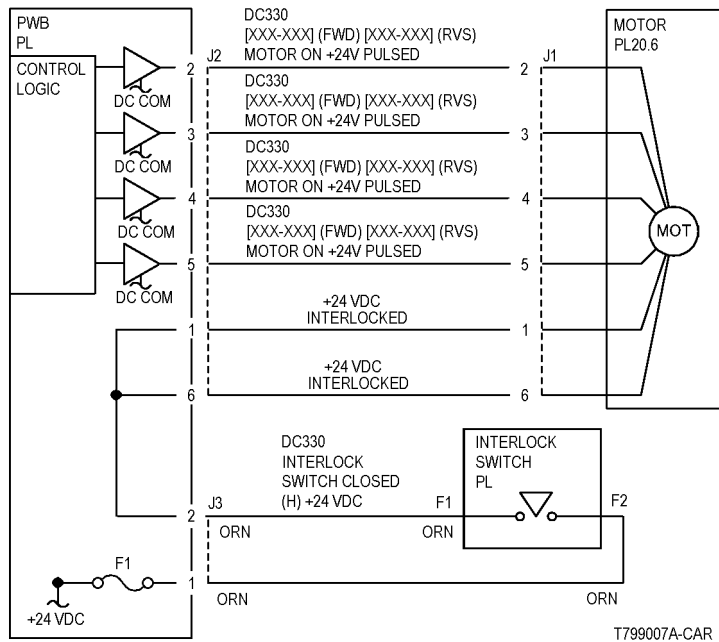 PWB
PL
CONTROL
LOGIC
DC COM
DC COM
DC COM
DC COM
2
3
4
5
1
6
2
1
J2
DC330
[XXX-XXX] (FWD) [XXX-XXX] (RVS)
MOTOR ON +24V PULSED
DC330
[XXX-XXX] (FWD) [XXX-XXX] (RVS)
MOTOR ON +24V PULSED
DC330
[XXX-XXX] (FWD) [XXX-XXX] (RVS)
MOTOR ON +24V PULSED
DC330
[XXX-XXX] (FWD) [XXX-XXX] (RVS)
MOTOR ON +24V PULSED
+24 VDC
INTERLOCKED
+24 VDC
INTERLOCKED
J1
2
3
4
5
1
6
MOTOR
PL20.6
MOT
J3
ORN
DC330
INTERLOCK
SWITCH CLOSED
(H) +24 VDC
F1
ORN
INTERLOCK
SWITCH
PL
F2
F1
+24 VDC
ORN
ORN
T799007A-CAR